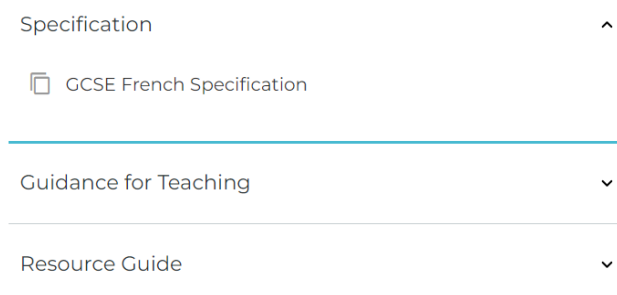 Specification
GCSE French Specification
Guidance for Teaching
Resource Guide